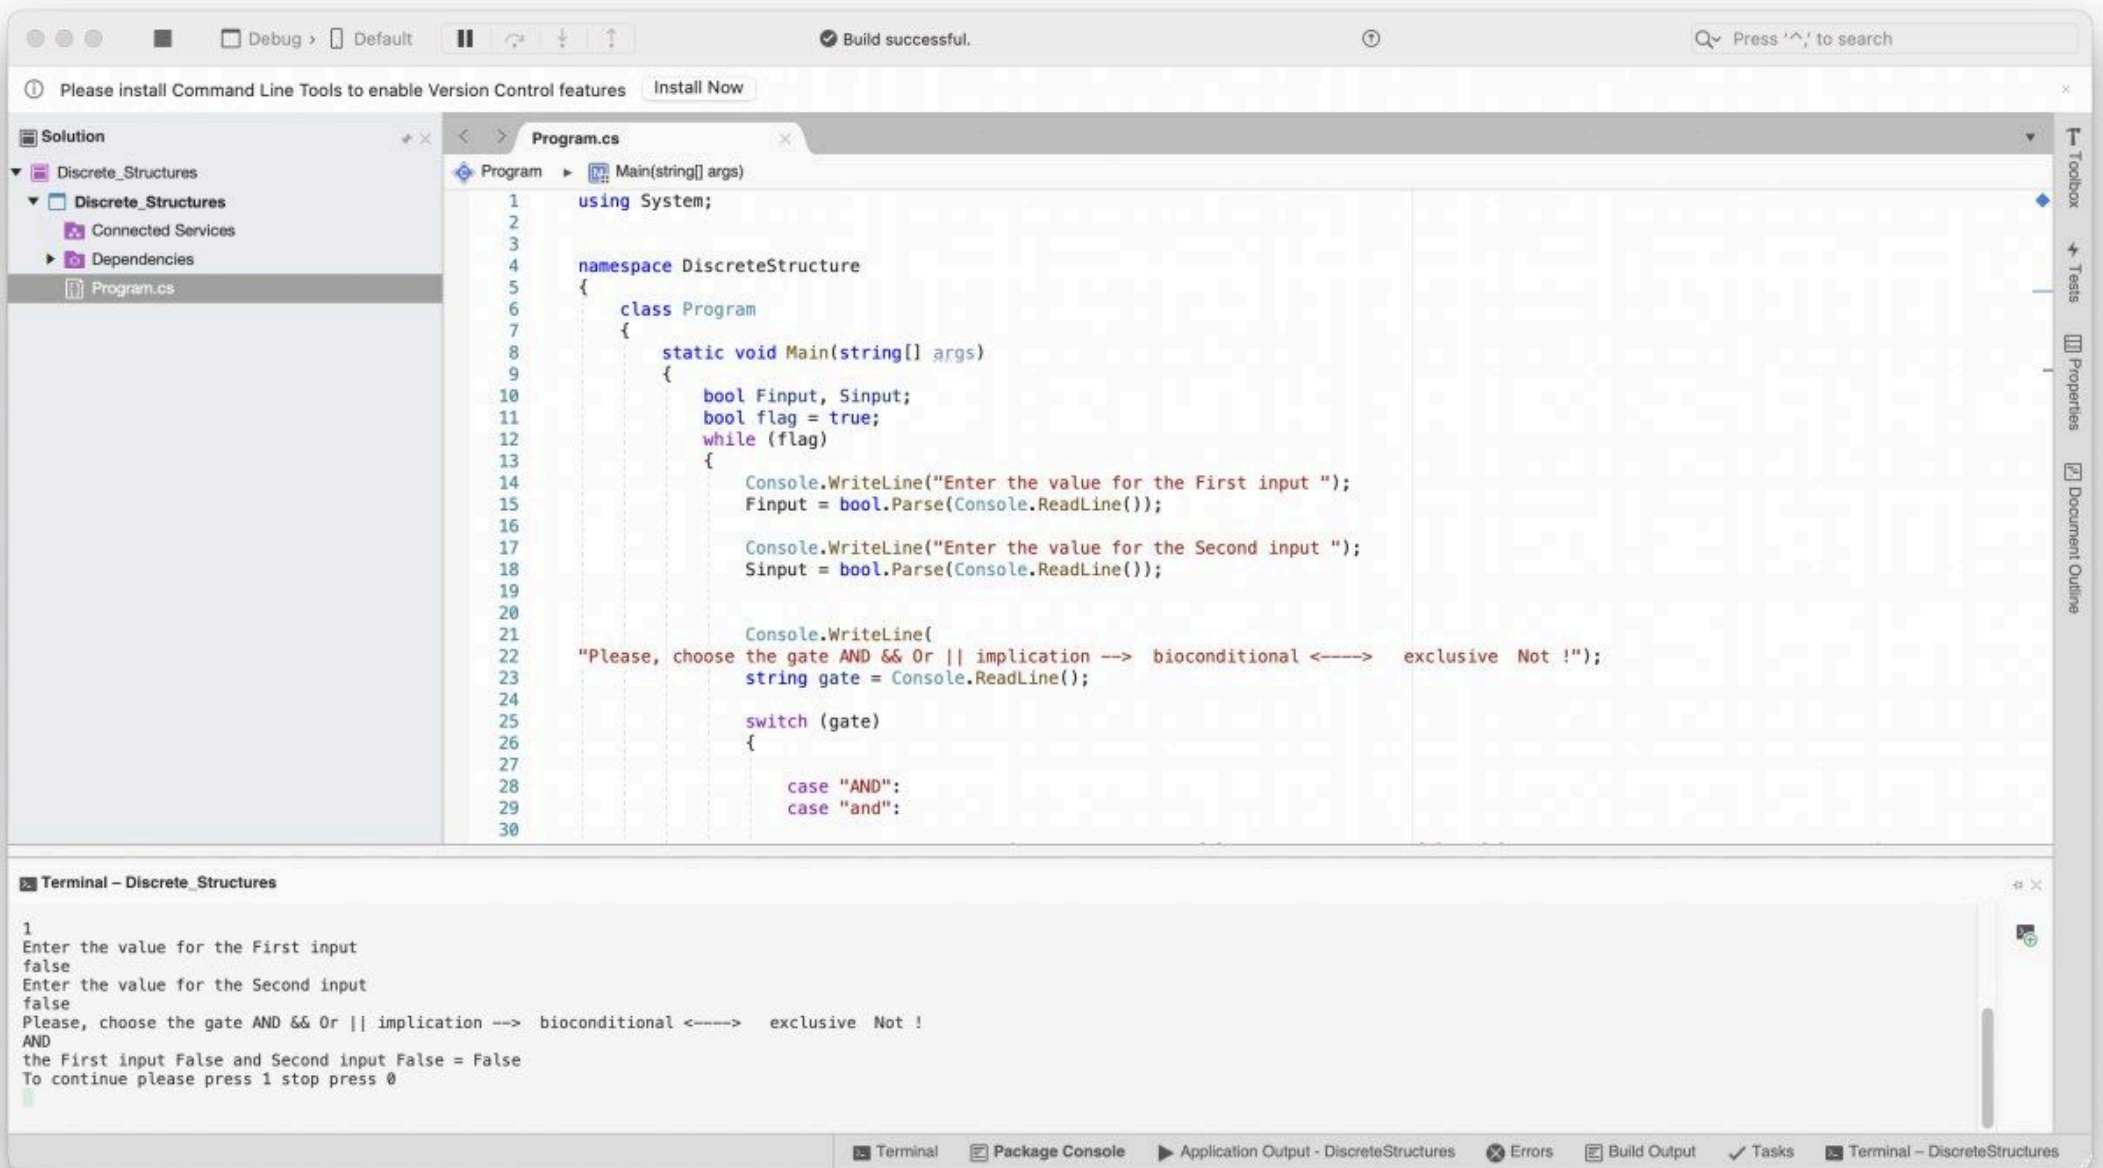 Debug › Default
Build successful.
Press '^,' to search
Please install Command Line Tools to enable Version Control features
Install Now
Solution
Discrete_Structures
Discrete_Structures
Connected Services
Dependencies
Program.cs
Program.cs
Program
Main(string[] args)
1 using System;
2
3
4 namespace DiscreteStructure
5 {
6 class Program
7 {
8 static void Main(string[] args)
9 {
10 bool Finput, Sinput;
11 bool flag = true;
12 while (flag)
13 {
14 Console.WriteLine("Enter the value for the First input ");
15 Finput = bool.Parse(Console.ReadLine());
16
17 Console.WriteLine("Enter the value for the Second input ");
18 Sinput = bool.Parse(Console.ReadLine());
19
20
21 Console.WriteLine(
22 "Please, choose the gate AND && Or || implication --> bioconditional <----> exclusive Not !");
23 string gate = Console.ReadLine();
24
25 switch (gate)
26 {
27
28 case "AND":
29 case "and":
30
Toolbox
Tests
Properties
Document Outline
Terminal – Discrete_Structures
1
Enter the value for the First input
false
Enter the value for the Second input
false
Please, choose the gate AND && Or || implication --> bioconditional <----> exclusive Not !
AND
the First input False and Second input False = False
To continue please press 1 stop press 0
Terminal
Package Console
Application Output - DiscreteStructures
Errors
Build Output
Tasks
Terminal – DiscreteStructures